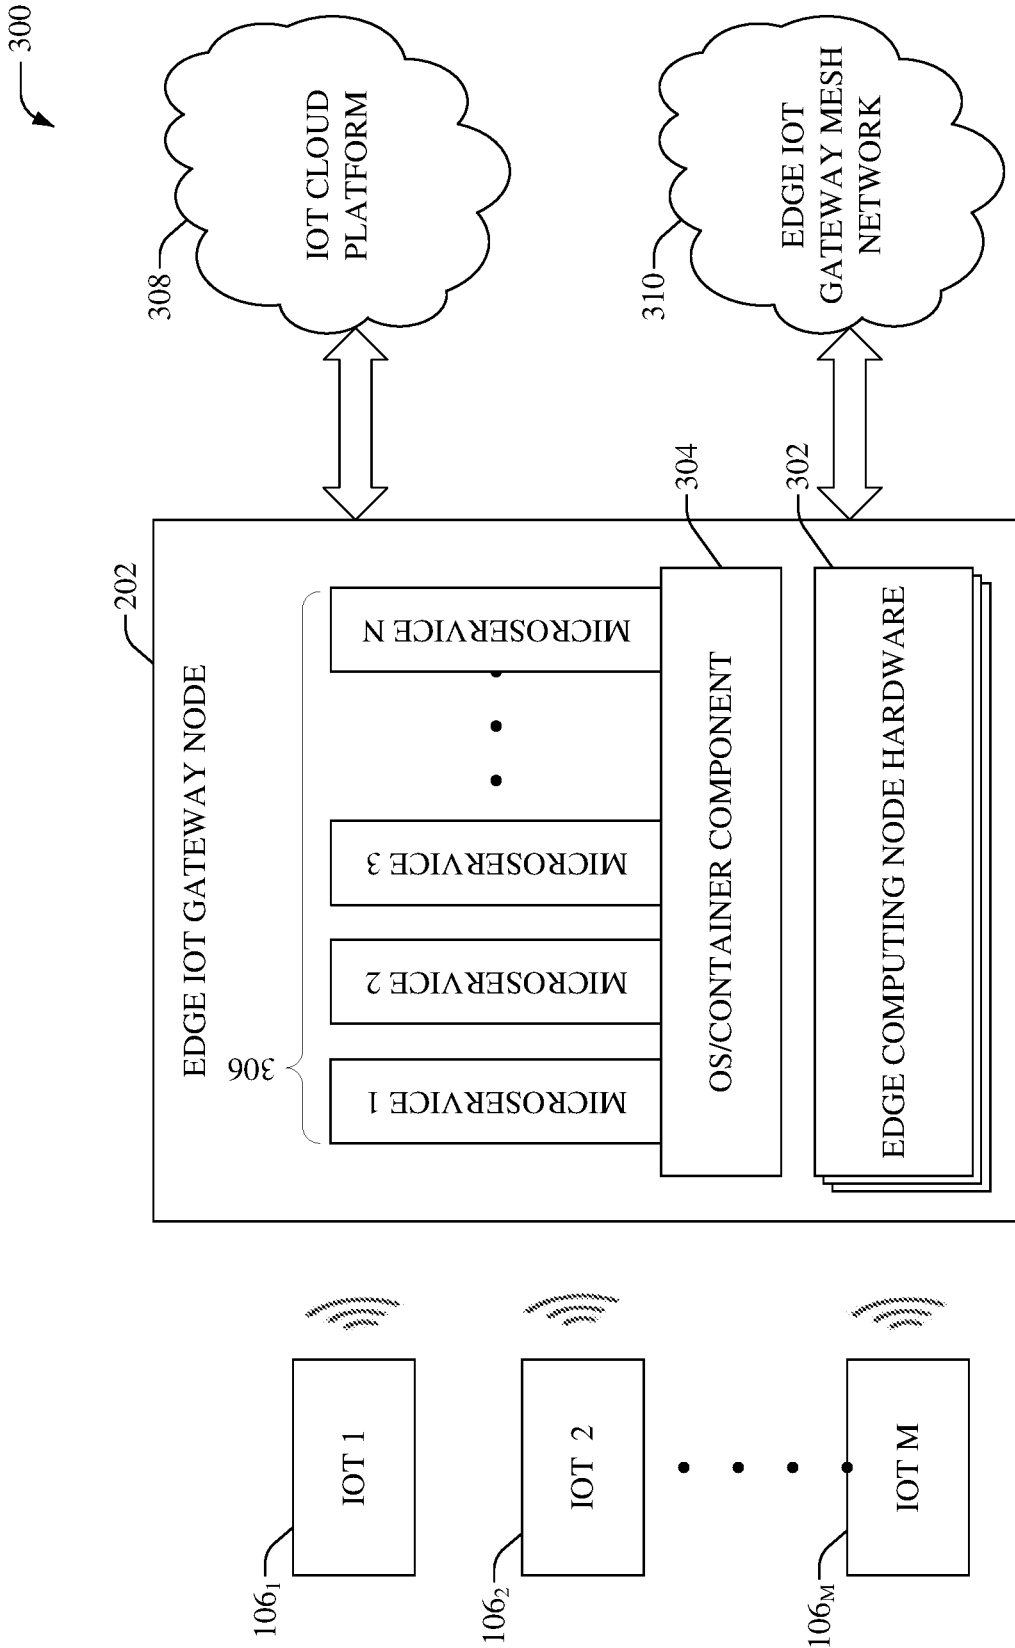 300
202
EDGE IOT GATEWAY NODE
306
MICROSERVICE 1
MICROSERVICE 2
MICROSERVICE 3
MICROSERVICE N
OS/CONTAINER COMPONENT
304
EDGE COMPUTING NODE HARDWARE
302
106₁
IOT 1
106₂
IOT 2
106M
IOT M
308
IOT CLOUD
PLATFORM
310
EDGE IOT
GATEWAY MESH
NETWORK